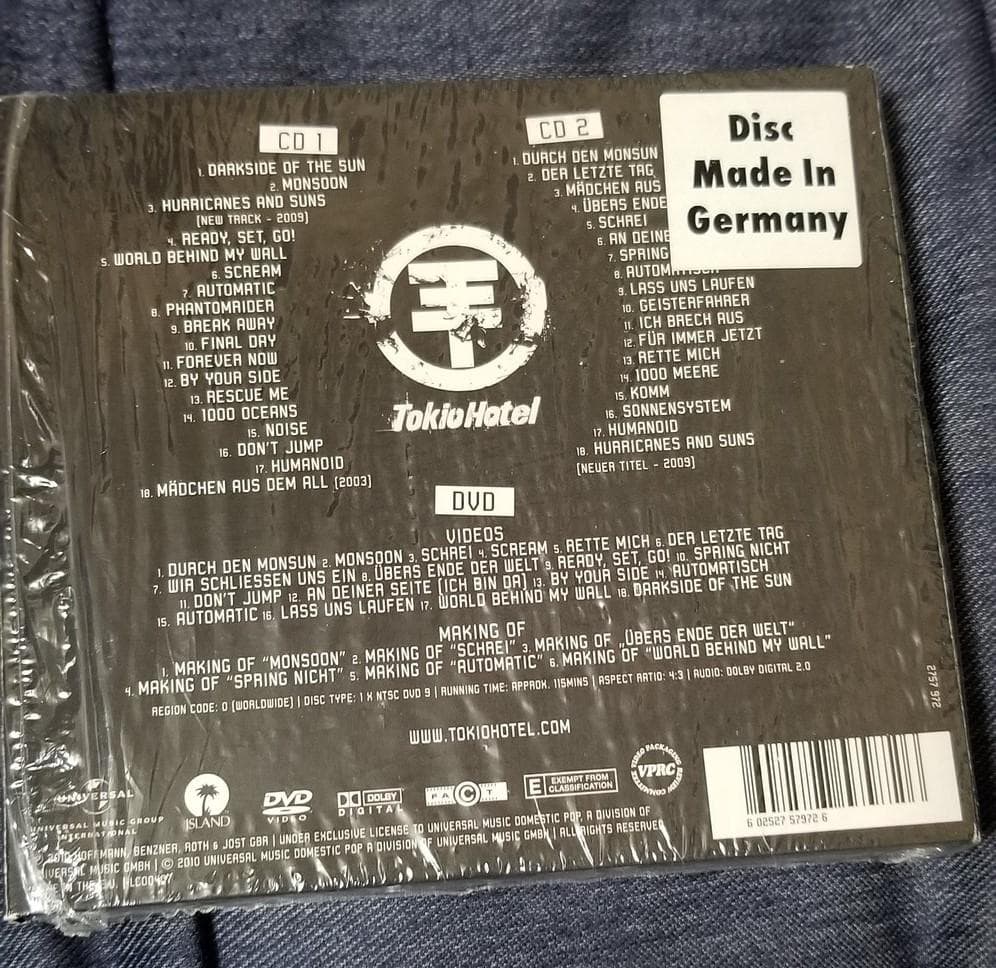 CD 1
1. DARKSIDE OF THE SUN
2. MONSOON
3. HURRICANES AND SUNS
(NEW TRACK - 2009)
4. READY, SET, GO!
5. WORLD BEHIND MY WALL
6. SCREAM
7. AUTOMATIC
8. PHANTOMRIDER
9. BREAK AWAY
10. FINAL DAY
11. FOREVER NOW
12. BY YOUR SIDE
13. RESCUE ME
14. 1000 OCEANS
15. NOISE
16. DON'T JUMP
17. HUMANOID
18. MÄDCHEN AUS DEM ALL (2003)
CD 2
1. DURCH DEN MONSUN
2. DER LETZTE TAG
3. MÄDCHEN AUS
4. ÜBERS ENDE
5. SCHREI
6. AN DEINE
7. SPRING
8. AUTOMATISCH
9. LASS UNS LAUFEN
10. GEISTERFAHRER
11. ICH BRECH AUS
12. FÜR IMMER JETZT
13. RETTE MICH
14. 1000 MEERE
15. KOMM
16. SONNENSYSTEM
17. HUMANOID
18. HURRICANES AND SUNS
(NEUER TITEL - 2009)
Disc
Made In
Germany
Tokio Hotel
DVD
VIDEOS
1. DURCH DEN MONSUN 2. MONSOON 3. SCHREI 4. SCREAM 5. RETTE MICH 6. DER LETZTE TAG
7. WIR SCHLIESSEN UNS EIN 8. ÜBERS ENDE DER WELT 9. READY, SET, GO! 10. SPRING NICHT
11. DON'T JUMP 12. AN DEINER SEITE (ICH BIN DA) 13. BY YOUR SIDE 14. AUTOMATISCH
15. AUTOMATIC 16. LASS UNS LAUFEN 17. WORLD BEHIND MY WALL 18. DARKSIDE OF THE SUN
MAKING OF
1. MAKING OF "MONSOON" 2. MAKING OF "SCHREI" 3. MAKING OF „ÜBERS ENDE DER WELT"
4. MAKING OF "SPRING NICHT" 5. MAKING OF "AUTOMATIC" 6. MAKING OF "WORLD BEHIND MY WALL"
REGION CODE: 0 (WORLDWIDE) | DISC TYPE: 1 X NTSC DVD 9 | RUNNING TIME: APPROX. 115MINS | ASPECT RATIO: 4:3 | AUDIO: DOLBY DIGITAL 2.0
2757 972
WWW.TOKIOHOTEL.COM
UNIVERSAL
UNIVERSAL MUSIC GROUP
INTERNATIONAL
ISLAND
DVD
VIDEO
DOLBY
DIGITAL
E EXEMPT FROM
CLASSIFICATION
VIDEO PACKAGING REVIEW COMMITTEE
VPRC
6 02527 57972 6
2010 HOFFMANN, BENZNER, ROTH & JOST GBR | UNDER EXCLUSIVE LICENSE TO UNIVERSAL MUSIC DOMESTIC POP, A DIVISION OF
UNIVERSAL MUSIC GMBH | © 2010 UNIVERSAL MUSIC DOMESTIC POP A DIVISION OF UNIVERSAL MUSIC GMBH | ALL RIGHTS RESERVED
IN THE E.U. | LC00407